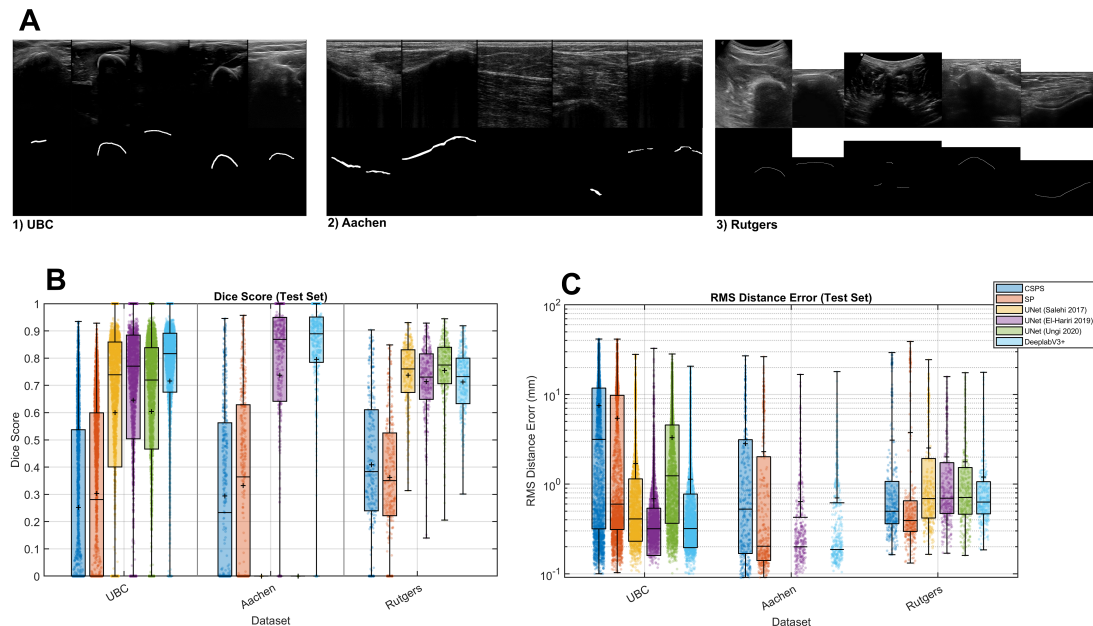 A
1) UBC
2) Aachen
3) Rutgers
B
Dice Score (Test Set)
1
0.9
0.8
0.7
0.6
0.5
0.4
0.3
0.2
0.1
0
Dice Score
UBC
Aachen
Rutgers
Dataset
C
RMS Distance Error (Test Set)
10²
10¹
10⁰
10⁻¹
RMS Distance Erorr (mm)
UBC
Aachen
Rutgers
Dataset
CSPS
SP
UNet (Salehi 2017)
UNet (El-Hariri 2019)
UNet (Ungi 2020)
DeeplabV3+